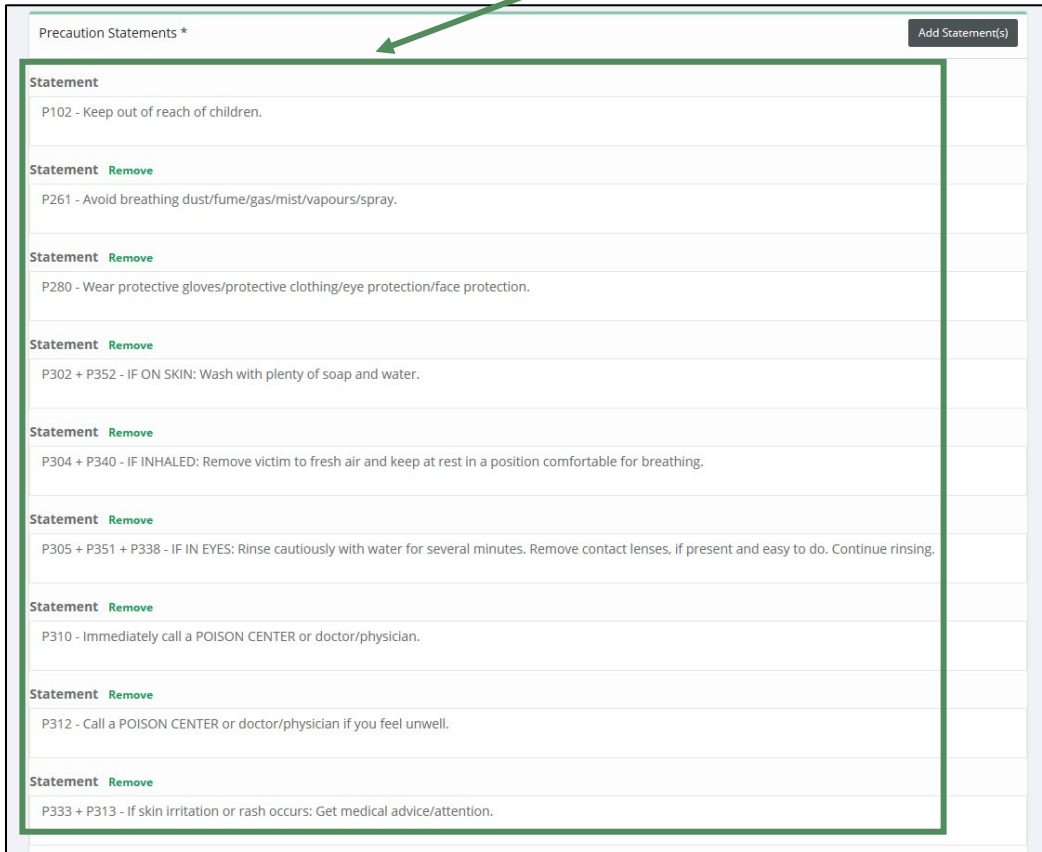 Precaution Statements *
Add Statement(s)
Statement
P102 - Keep out of reach of children.
Statement Remove
P261 - Avoid breathing dust/fume/gas/mist/vapours/spray.
Statement Remove
P280 - Wear protective gloves/protective clothing/eye protection/face protection.
Statement Remove
P302 + P352 - IF ON SKIN: Wash with plenty of soap and water.
Statement Remove
P304 + P340 - IF INHALED: Remove victim to fresh air and keep at rest in a position comfortable for breathing.
Statement Remove
P305 + P351 + P338 - IF IN EYES: Rinse cautiously with water for several minutes. Remove contact lenses, if present and easy to do. Continue rinsing.
Statement Remove
P310 - Immediately call a POISON CENTER or doctor/physician.
Statement Remove
P312 - Call a POISON CENTER or doctor/physician if you feel unwell.
Statement Remove
P333 + P313 - If skin irritation or rash occurs: Get medical advice/attention.